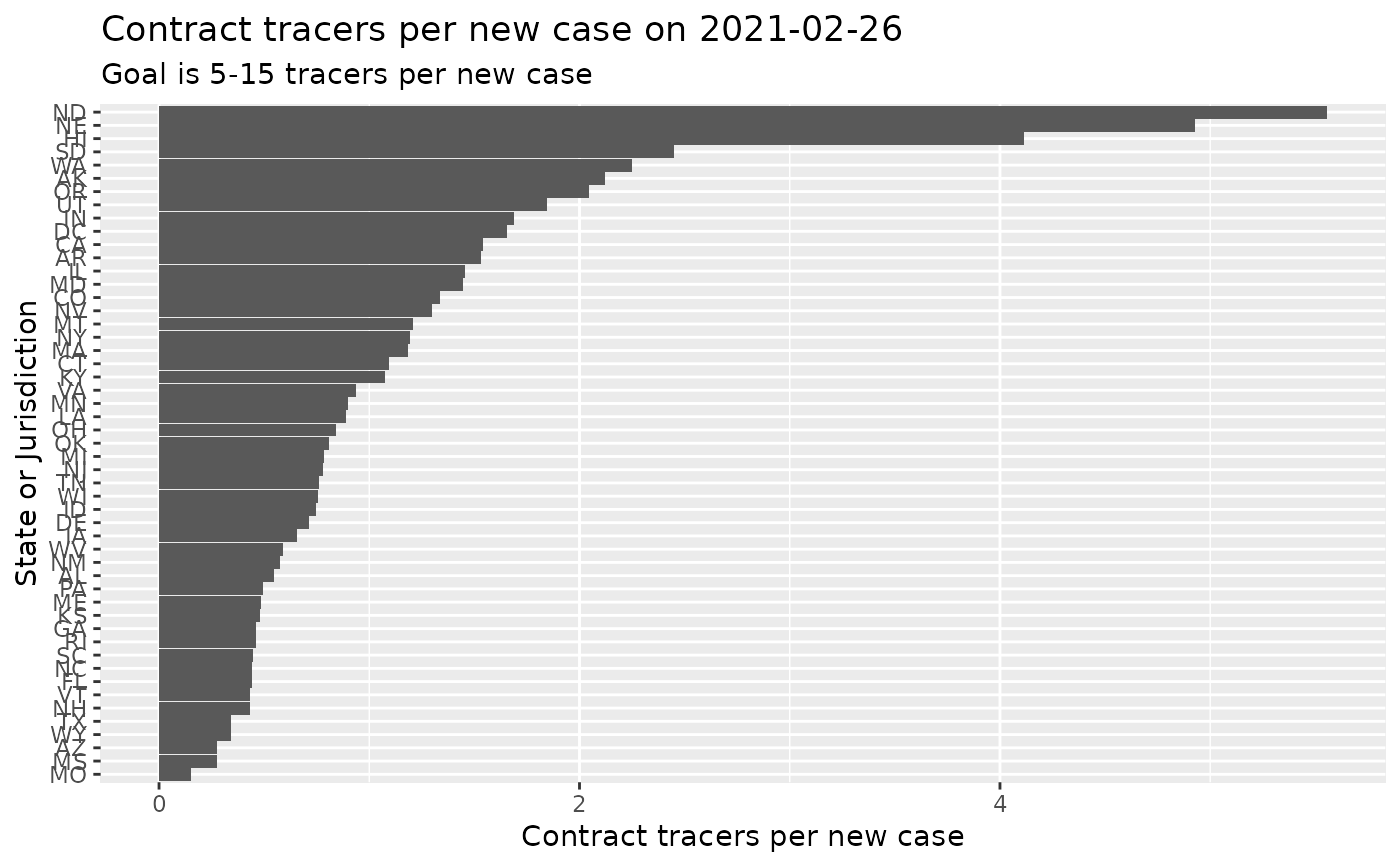 Contract tracers per new case on 2021-02-26
Goal is 5-15 tracers per new case
State or Jurisdiction
ND
NE
HI
SD
WA
AK
OR
UT
IN
DC
CA
AR
IL
MD
CO
NV
MT
NY
MA
CT
KY
VA
MN
LA
OH
OK
MI
NJ
TN
WI
ID
DE
IA
WV
NM
AL
PA
ME
KS
GA
RI
SC
NC
FL
VT
NH
TX
WY
AZ
MS
MO
0 2 4
Contract tracers per new case